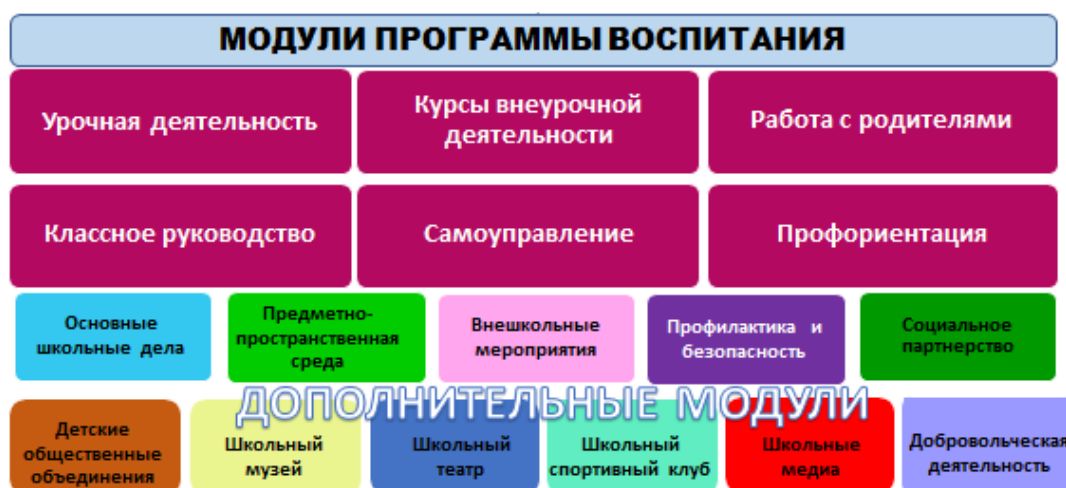 МОДУЛИ ПРОГРАММЫ ВОСПИТАНИЯ
Урочная деятельность
Курсы внеурочной
деятельности
Работа с родителями
Классное руководство
Самоуправление
Профориентация
Основные
школьные дела
Предметно-
пространственная
среда
Внешкольные
мероприятия
Профилактика и
безопасность
Социальное
партнерство
ДОПОЛНИТЕЛЬНЫЕ МОДУЛИ
Детские
общественные
объединения
Школьный
музей
Школьный
театр
Школьный
спортивный клуб
Школьные
медиа
Добровольческая
деятельность